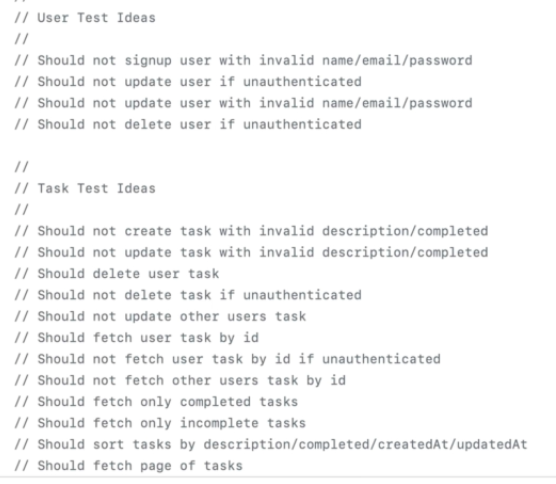 // User Test Ideas
//
// Should not signup user with invalid name/email/password
// Should not update user if unauthenticated
// Should not update user with invalid name/email/password
// Should not delete user if unauthenticated
//
// Task Test Ideas
//
// Should not create task with invalid description/completed
// Should not update task with invalid description/completed
// Should delete user task
// Should not delete task if unauthenticated
// Should not update other users task
// Should fetch user task by id
// Should not fetch user task by id if unauthenticated
// Should not fetch other users task by id
// Should fetch only completed tasks
// Should fetch only incomplete tasks
// Should sort tasks by description/completed/createdAt/updatedAt
// Should fetch page of tasks